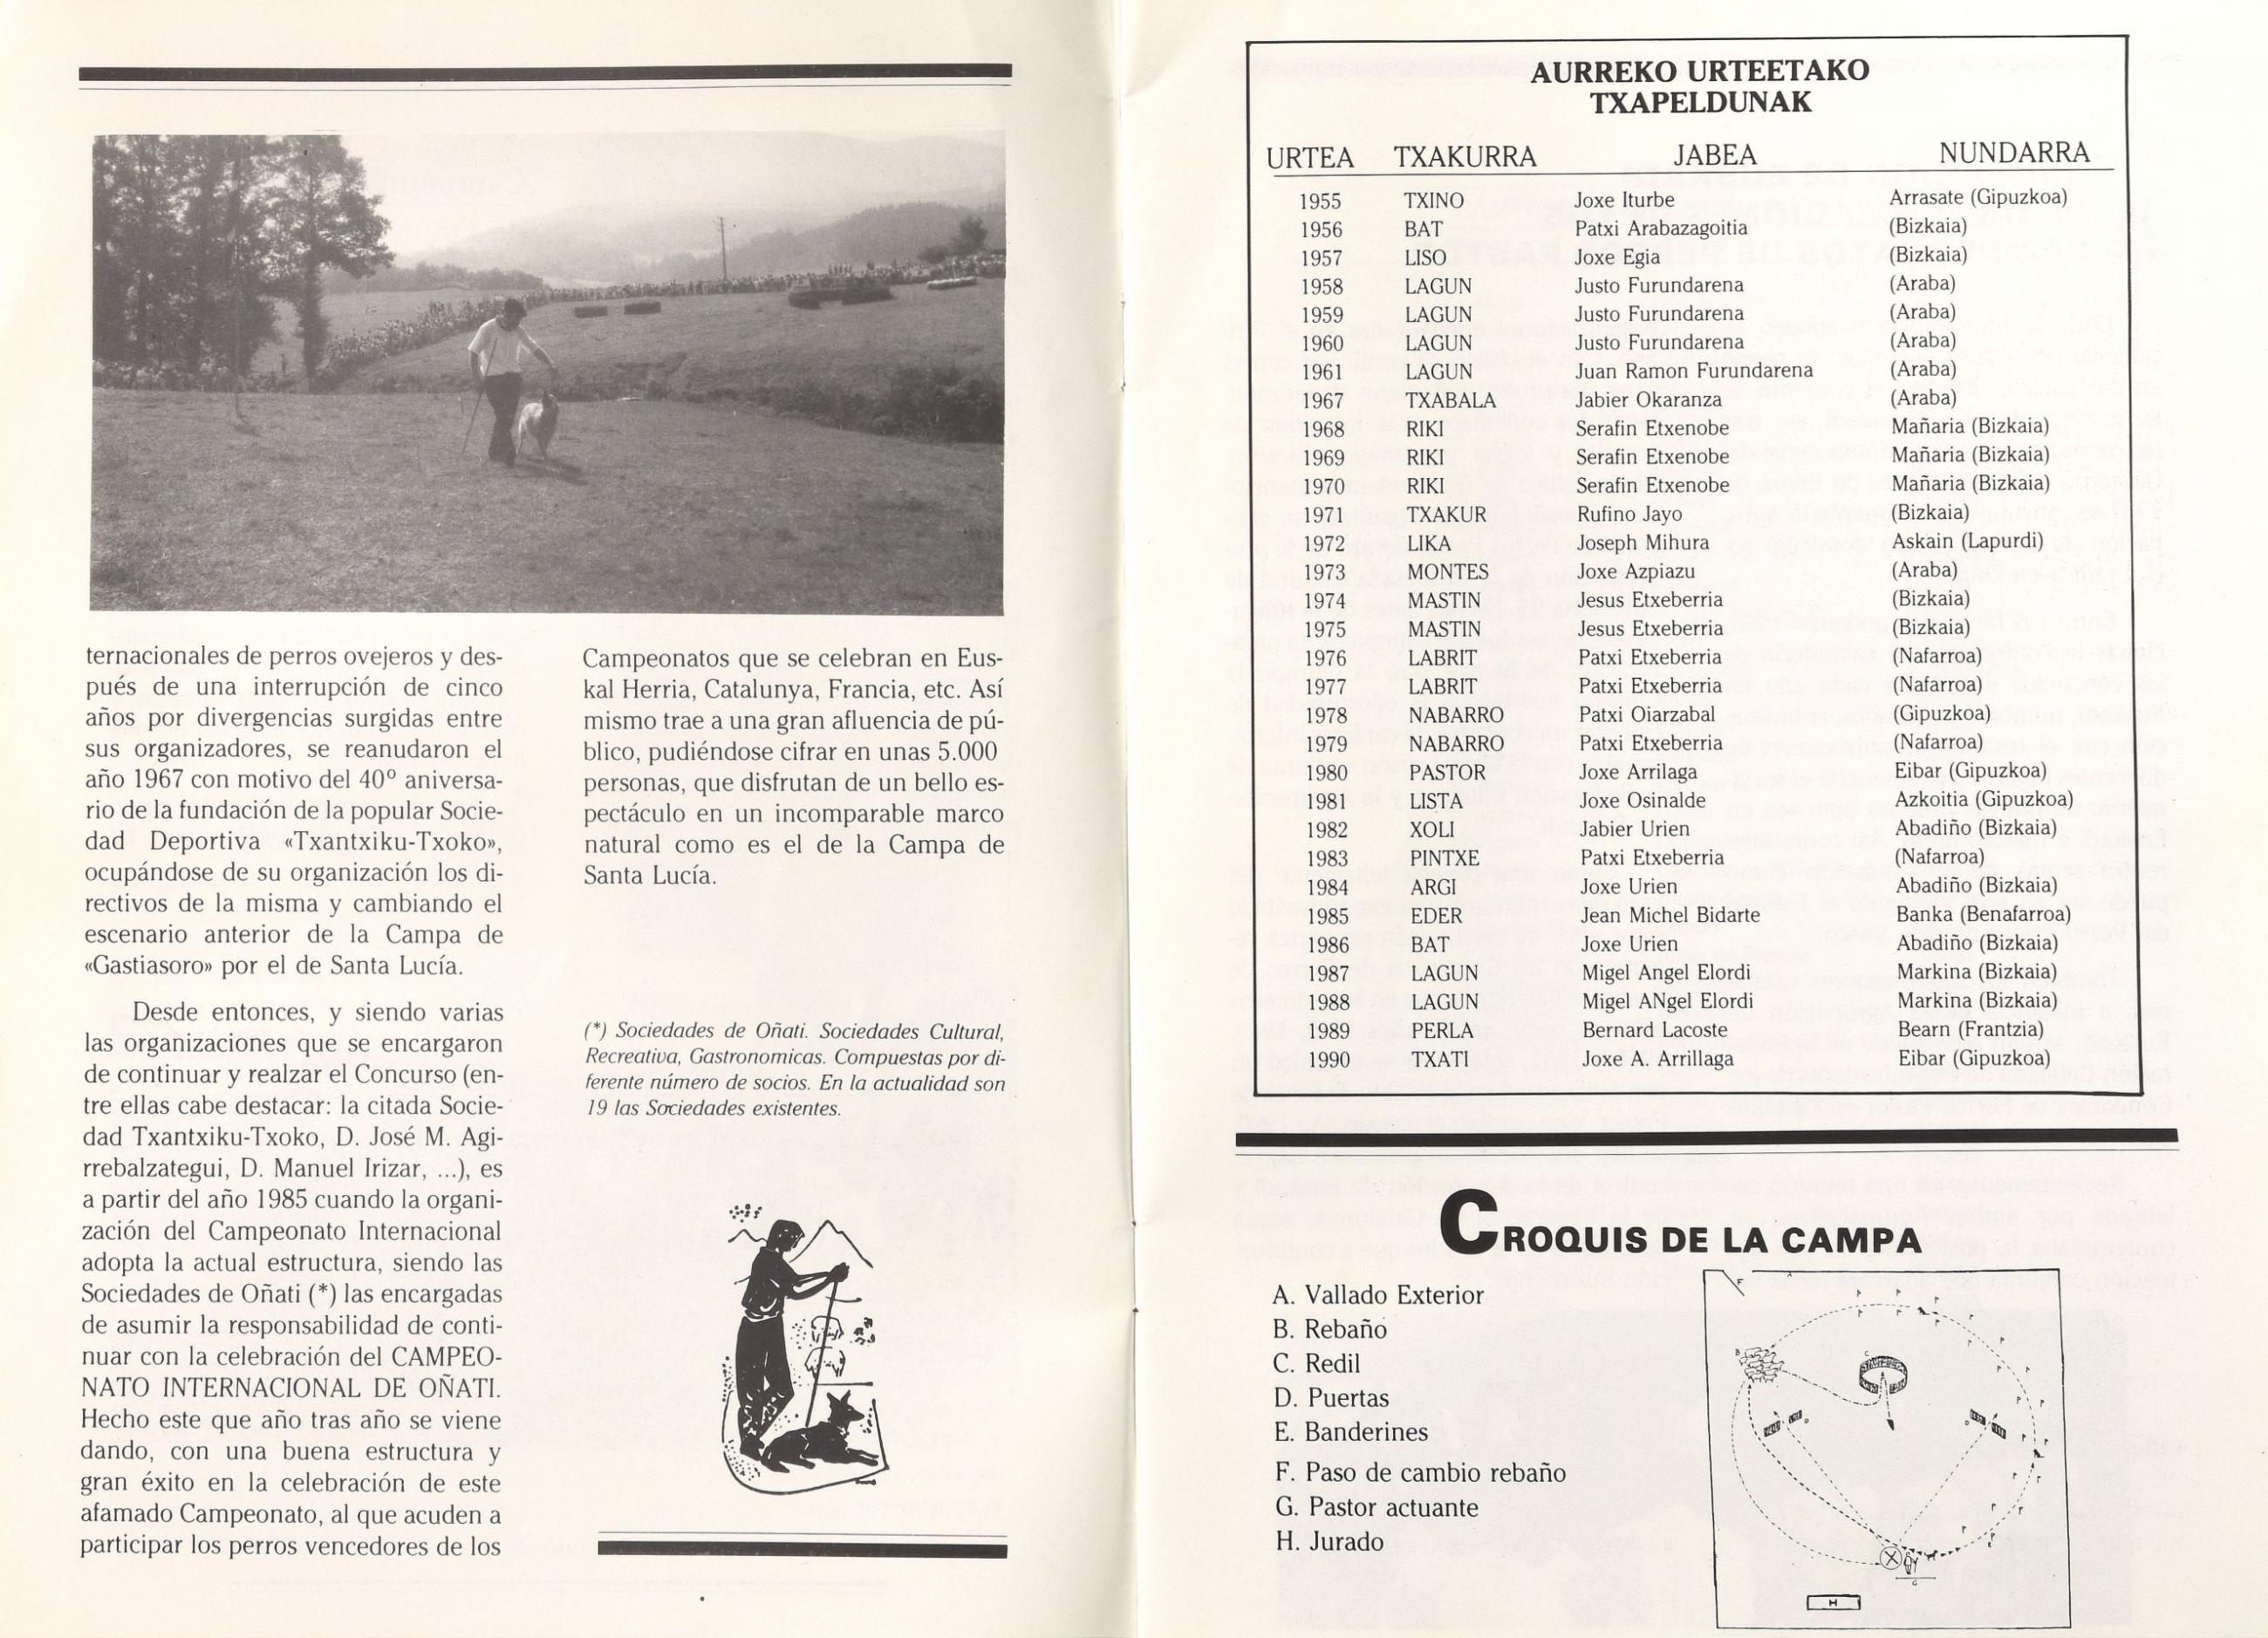 ternacionales de perros ovejeros y des-
pués de una interrupción de cinco
años por divergencias surgidas entre
sus organizadores, se reanudaron el
año 1967 con motivo del 40º aniversa-
rio de la fundación de la popular Socie-
dad Deportiva «Txantxiku-Txoko»,
ocupándose de su organización los di-
rectivos de la misma y cambiando el
escenario anterior de la Campa de
«Gastiasoro» por el de Santa Lucía.
Desde entonces, y siendo varias
las organizaciones que se encargaron
de continuar y realzar el Concurso (en-
tre ellas cabe destacar: la citada Socie-
dad Txantxiku-Txoko, D. José M. Agi-
rrebalzategui, D. Manuel Irizar, ...), es
a partir del año 1985 cuando la organi-
zación del Campeonato Internacional
adopta la actual estructura, siendo las
Sociedades de Oñati (*) las encargadas
de asumir la responsabilidad de conti-
nuar con la celebración del CAMPEO-
NATO INTERNACIONAL DE OÑATI.
Hecho este que año tras año se viene
dando, con una buena estructura y
gran éxito en la celebración de este
afamado Campeonato, al que acuden a
participar los perros vencedores de los
Campeonatos que se celebran en Eus-
kal Herria, Catalunya, Francia, etc. Así
mismo trae a una gran afluencia de pú-
blico, pudiéndose cifrar en unas 5.000
personas, que disfrutan de un bello es-
pectáculo en un incomparable marco
natural como es el de la Campa de
Santa Lucía.
(*) Sociedades de Oñati. Sociedades Cultural,
Recreativa, Gastronomicas. Compuestas por di-
ferente número de socios. En la actualidad son
19 las Sociedades existentes.
AURREKO URTEETAKO
TXAPELDUNAK
URTEA TXAKURRA JABEA NUNDARRA
1955 TXINO Joxe Iturbe Arrasate (Gipuzkoa)
1956 BAT Patxi Arabazagoitia (Bizkaia)
1957 LISO Joxe Egia (Bizkaia)
1958 LAGUN Justo Furundarena (Araba)
1959 LAGUN Justo Furundarena (Araba)
1960 LAGUN Justo Furundarena (Araba)
1961 LAGUN Juan Ramon Furundarena (Araba)
1967 TXABALA Jabier Okaranza (Araba)
1968 RIKI Serafin Etxenobe Mañaria (Bizkaia)
1969 RIKI Serafin Etxenobe Mañaria (Bizkaia)
1970 RIKI Serafin Etxenobe Mañaria (Bizkaia)
1971 TXAKUR Rufino Jayo (Bizkaia)
1972 LIKA Joseph Mihura Askain (Lapurdi)
1973 MONTES Joxe Azpiazu (Araba)
1974 MASTIN Jesus Etxeberria (Bizkaia)
1975 MASTIN Jesus Etxeberria (Bizkaia)
1976 LABRIT Patxi Etxeberria (Nafarroa)
1977 LABRIT Patxi Etxeberria (Nafarroa)
1978 NABARRO Patxi Oiarzabal (Gipuzkoa)
1979 NABARRO Patxi Etxeberria (Nafarroa)
1980 PASTOR Joxe Arrilaga Eibar (Gipuzkoa)
1981 LISTA Joxe Osinalde Azkoitia (Gipuzkoa)
1982 XOLI Jabier Urien Abadiño (Bizkaia)
1983 PINTXE Patxi Etxeberria (Nafarroa)
1984 ARGI Joxe Urien Abadiño (Bizkaia)
1985 EDER Jean Michel Bidarte Banka (Benafarroa)
1986 BAT Joxe Urien Abadiño (Bizkaia)
1987 LAGUN Migel Angel Elordi Markina (Bizkaia)
1988 LAGUN Migel ANgel Elordi Markina (Bizkaia)
1989 PERLA Bernard Lacoste Bearn (Frantzia)
1990 TXATI Joxe A. Arrillaga Eibar (Gipuzkoa)
CROQUIS DE LA CAMPA
A. Vallado Exterior
B. Rebaño
C. Redil
D. Puertas
E. Banderines
F. Paso de cambio rebaño
G. Pastor actuante
H. Jurado
F
A
B
C
D
D
G
H